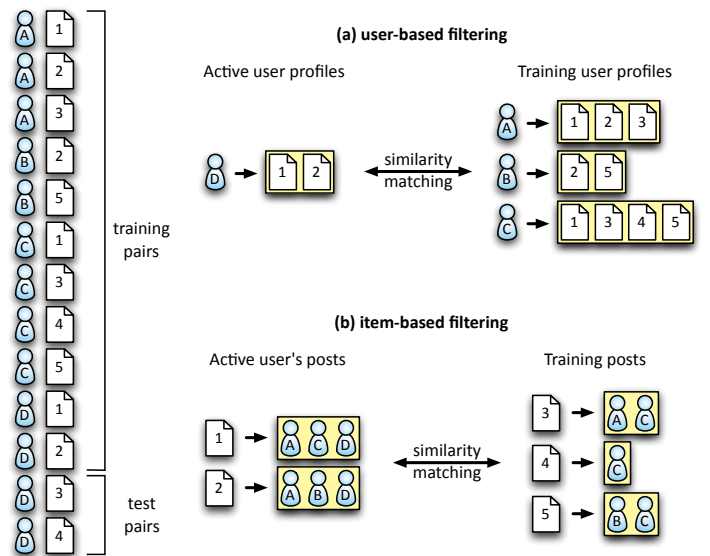 A 1
A 2
A 3
B 2
B 5
C 1
C 3
C 4
C 5
D 1
D 2
D 3
D 4
training
pairs
test
pairs
(a) user-based filtering
Active user profiles
Training user profiles
D 1 2
similarity
matching
A 1 2 3
B 2 5
C 1 3 4 5
(b) item-based filtering
Active user's posts
Training posts
1 A C D
2 A B D
similarity
matching
3 A C
4 C
5 B C